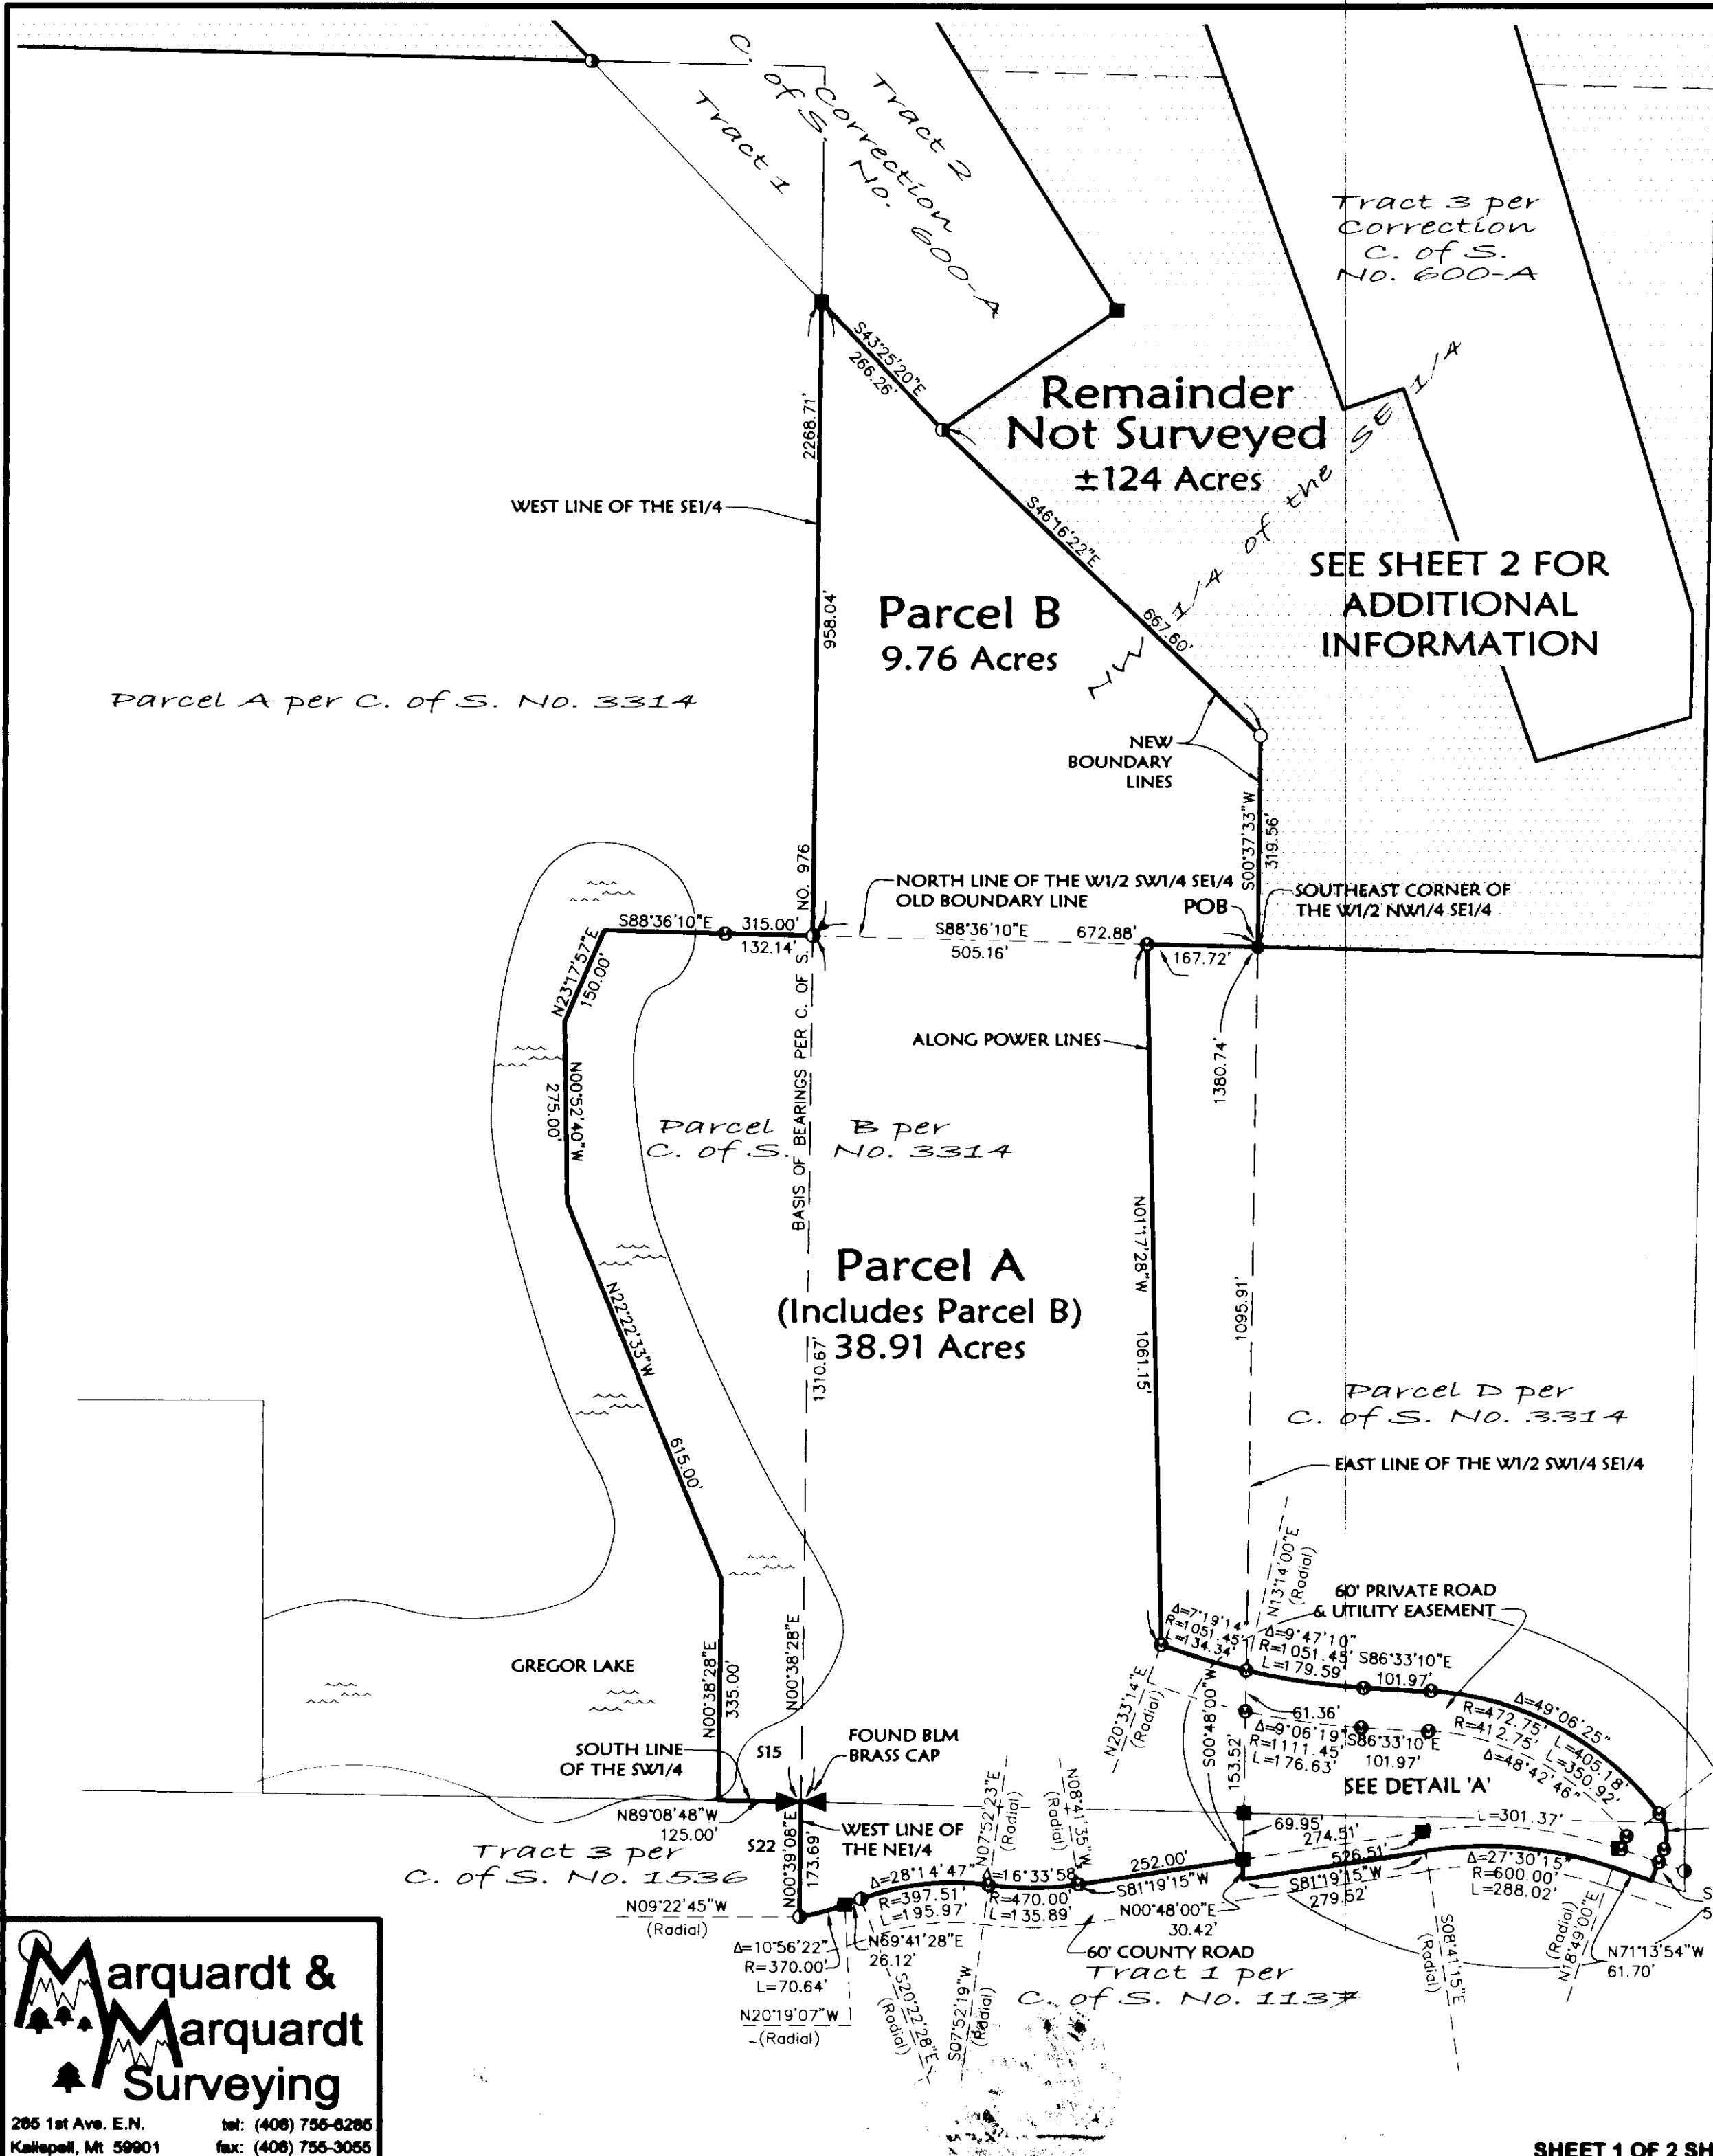 C. of S.
Correction
No. 600-A
Tract 1
Tract 2
Tract 3 per
Correction
C. of S.
No. 600-A
S43°25'20"E
266.26'
2268.71'
Remainder
Not Surveyed
±124 Acres
NW 1/4 of the SE 1/4
WEST LINE OF THE SE1/4
S46°16'22"E
667.60'
SEE SHEET 2 FOR
ADDITIONAL
INFORMATION
Parcel B
9.76 Acres
958.04'
Parcel A per C. of S. No. 3314
NEW
BOUNDARY
LINES
S00°37'33"W
319.56'
NORTH LINE OF THE W1/2 SW1/4 SE1/4
OLD BOUNDARY LINE
POB
SOUTHEAST CORNER OF
THE W1/2 NW1/4 SE1/4
S88°36'10"E 315.00'
132.14'
S88°36'10"E 672.88'
505.16'
167.72'
N23°17'57"E
150.00'
BASIS OF BEARINGS PER C. OF S. NO. 976
ALONG POWER LINES
1380.74'
N00°52'40"W
275.00'
Parcel B per
C. of S. No. 3314
N01°17'28"W 1061.15'
1095.91'
Parcel A
(Includes Parcel B)
38.91 Acres
1310.67'
N22°22'33"W
615.00'
Parcel D per
C. of S. No. 3314
EAST LINE OF THE W1/2 SW1/4 SE1/4
N13°14'00"E
(Radial)
60' PRIVATE ROAD
& UTILITY EASEMENT
Δ=7°19'14"
R=1051.45'
L=134.34'
Δ=9°47'10"
R=1051.45'
L=179.59'
S86°33'10"E
101.97'
GREGOR LAKE
N00°38'28"E
335.00'
N00°38'28"E
N20°33'14"E
(Radial)
S00°48'00"W
153.52'
61.36'
Δ=9°06'19"
R=1111.45'
L=176.63'
S86°33'10"E
101.97'
Δ=49°06'25"
R=472.75'
L=405.18'
R=412.75'
L=350.92'
Δ=48°42'46"
SEE DETAIL 'A'
SOUTH LINE
OF THE SW1/4
S15
FOUND BLM
BRASS CAP
N89°08'48"W
125.00'
S22
N00°39'08"E
173.69'
WEST LINE OF
THE NE1/4
N07°52'23"E
(Radial)
N08°41'35"W
(Radial)
69.95'
274.51'
L=301.37'
Tract 3 per
C. of S. No. 1536
Δ=28°14'47"
R=397.51'
L=195.97'
Δ=16°33'58"
R=470.00'
L=135.89'
252.00'
S81°19'15"W
526.51'
S81°19'15"W
279.52'
Δ=27°30'15"
R=600.00'
L=288.02'
N09°22'45"W
(Radial)
Δ=10°56'22"
R=370.00'
L=70.64'
N69°41'28"E
26.12'
N00°48'00"E
30.42'
60' COUNTY ROAD
Tract 1 per
C. of S. No. 1137
S08°41'15"E
(Radial)
N18°49'00"E
(Radial)
N71°13'54"W
61.70'
S
5
N20°19'07"W
(Radial)
S20°22'28"E
(Radial)
S07°52'19"W
(Radial)
Marquardt &
Marquardt
Surveying
285 1st Ave. E.N. tel: (406) 755-6285
Kalispell, Mt 59901 fax: (406) 755-3055
SHEET 1 OF 2 SH